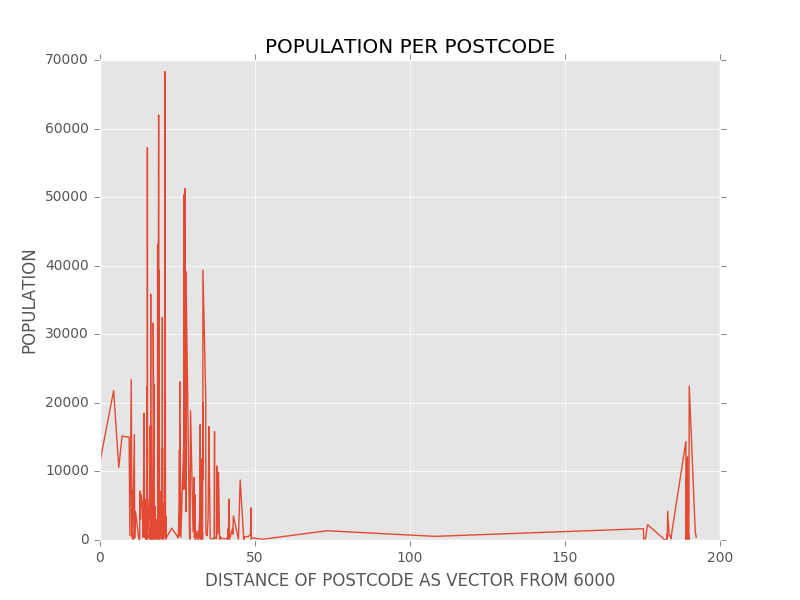 POPULATION PER POSTCODE
70000
60000
50000
40000
30000
20000
10000
0
POPULATION
0 50 100 150 200
DISTANCE OF POSTCODE AS VECTOR FROM 6000